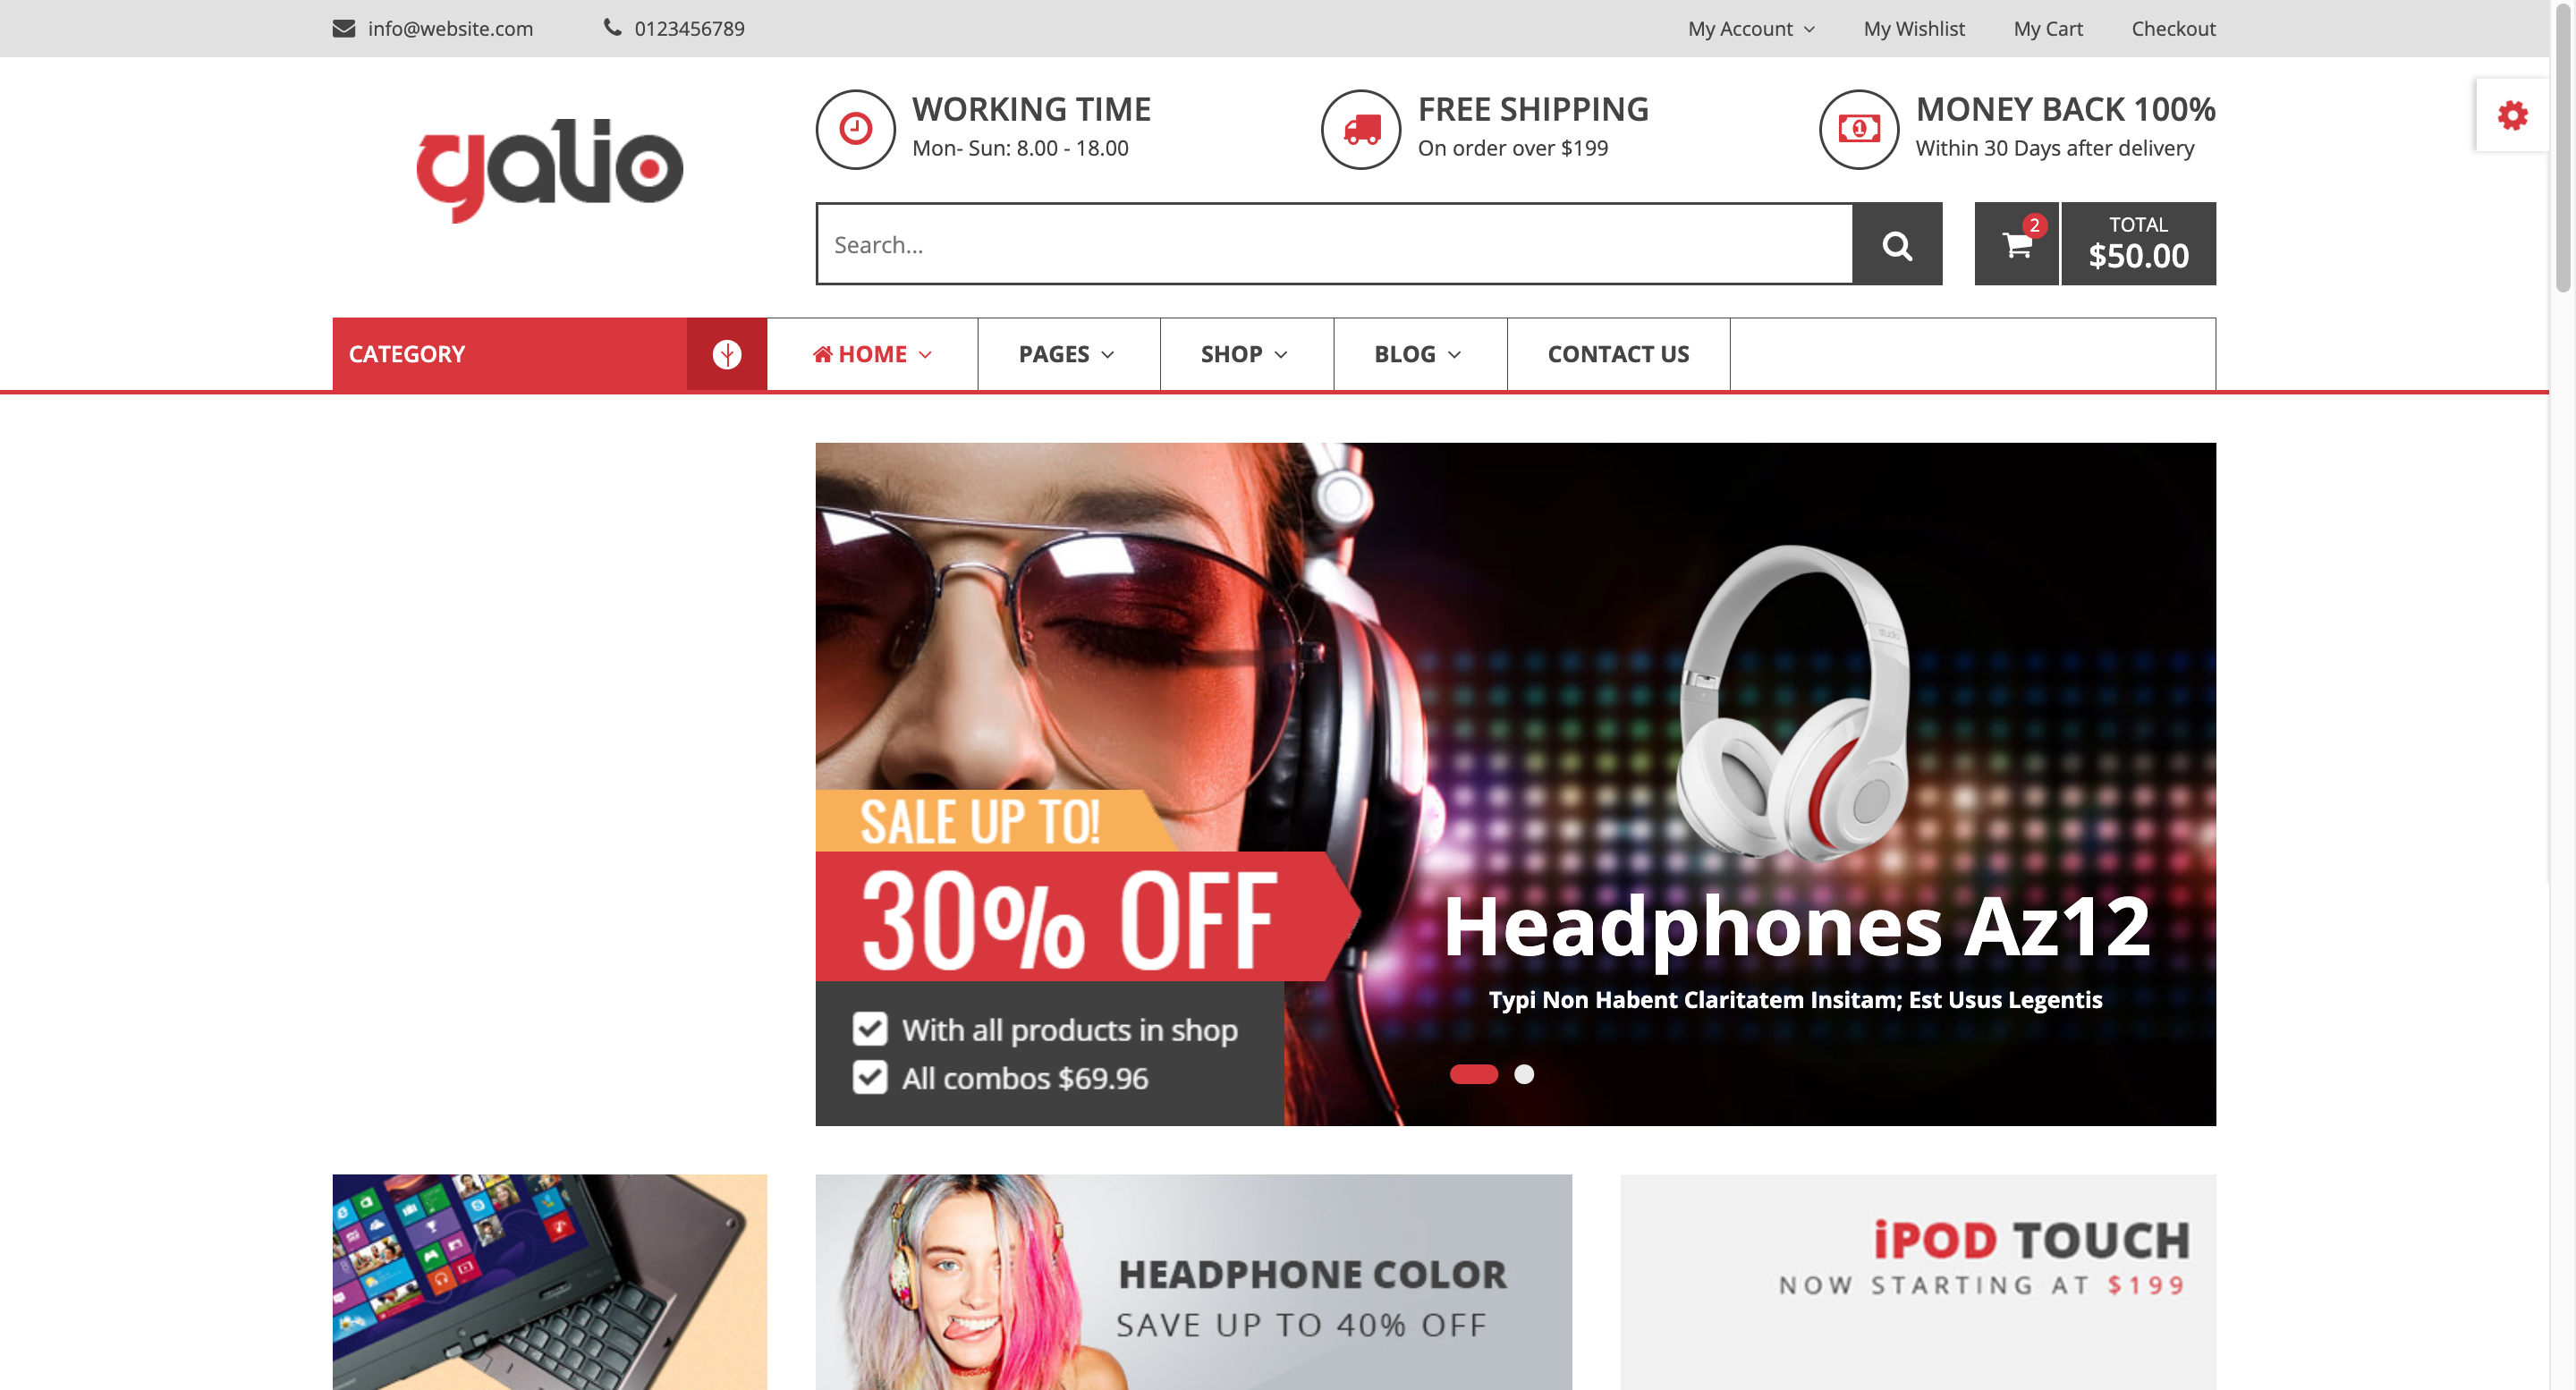 info@website.com
0123456789
My Account
My Wishlist
My Cart
Checkout
galio
WORKING TIME
Mon- Sun: 8.00 - 18.00
FREE SHIPPING
On order over $199
MONEY BACK 100%
Within 30 Days after delivery
Search...
2
TOTAL
$50.00
CATEGORY
HOME
PAGES
SHOP
BLOG
CONTACT US
SALE UP TO!
30% OFF
With all products in shop
All combos $69.96
studio
Headphones Az12
Typi Non Habent Claritatem Insitam; Est Usus Legentis
HEADPHONE COLOR
SAVE UP TO 40% OFF
iPOD TOUCH
NOW STARTING AT $199